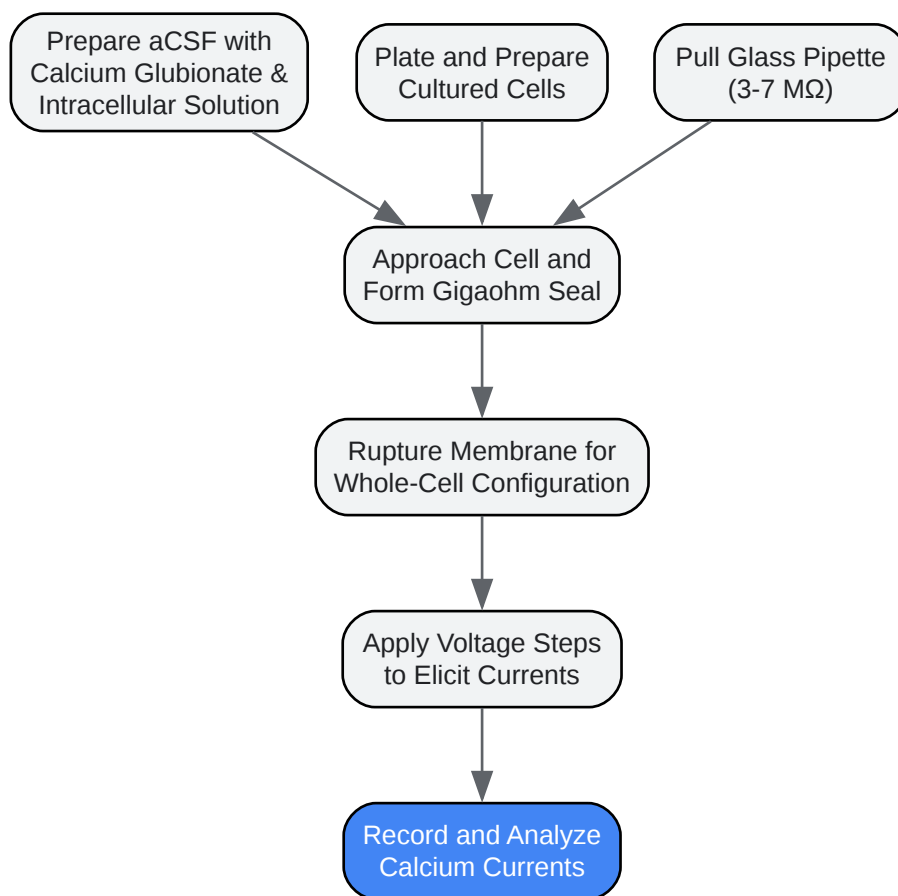 Prepare aCSF with
Calcium Glubionate &
Intracellular Solution
Plate and Prepare
Cultured Cells
Pull Glass Pipette
(3-7 MΩ)
Approach Cell and
Form Gigaohm Seal
Rupture Membrane for
Whole-Cell Configuration
Apply Voltage Steps
to Elicit Currents
Record and Analyze
Calcium Currents